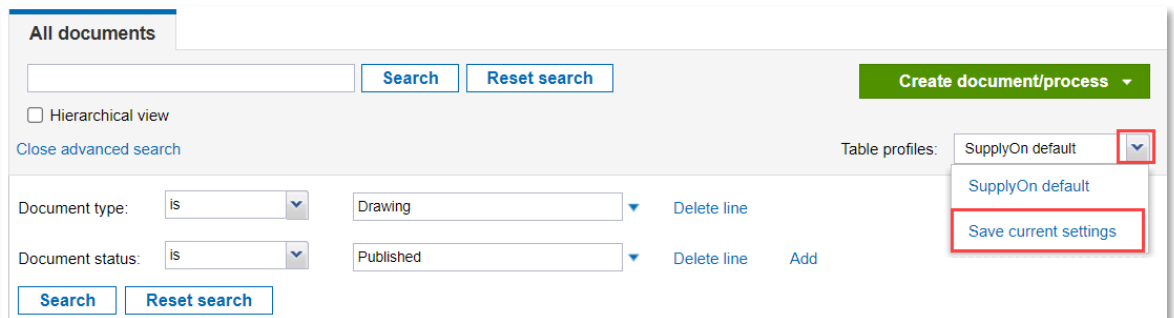 All documents
Search Reset search Create document/process
Hierarchical view
Close advanced search Table profiles: SupplyOn default
SupplyOn default
Document type: is Drawing Delete line
Save current settings
Document status: is Published Delete line Add
Search Reset search